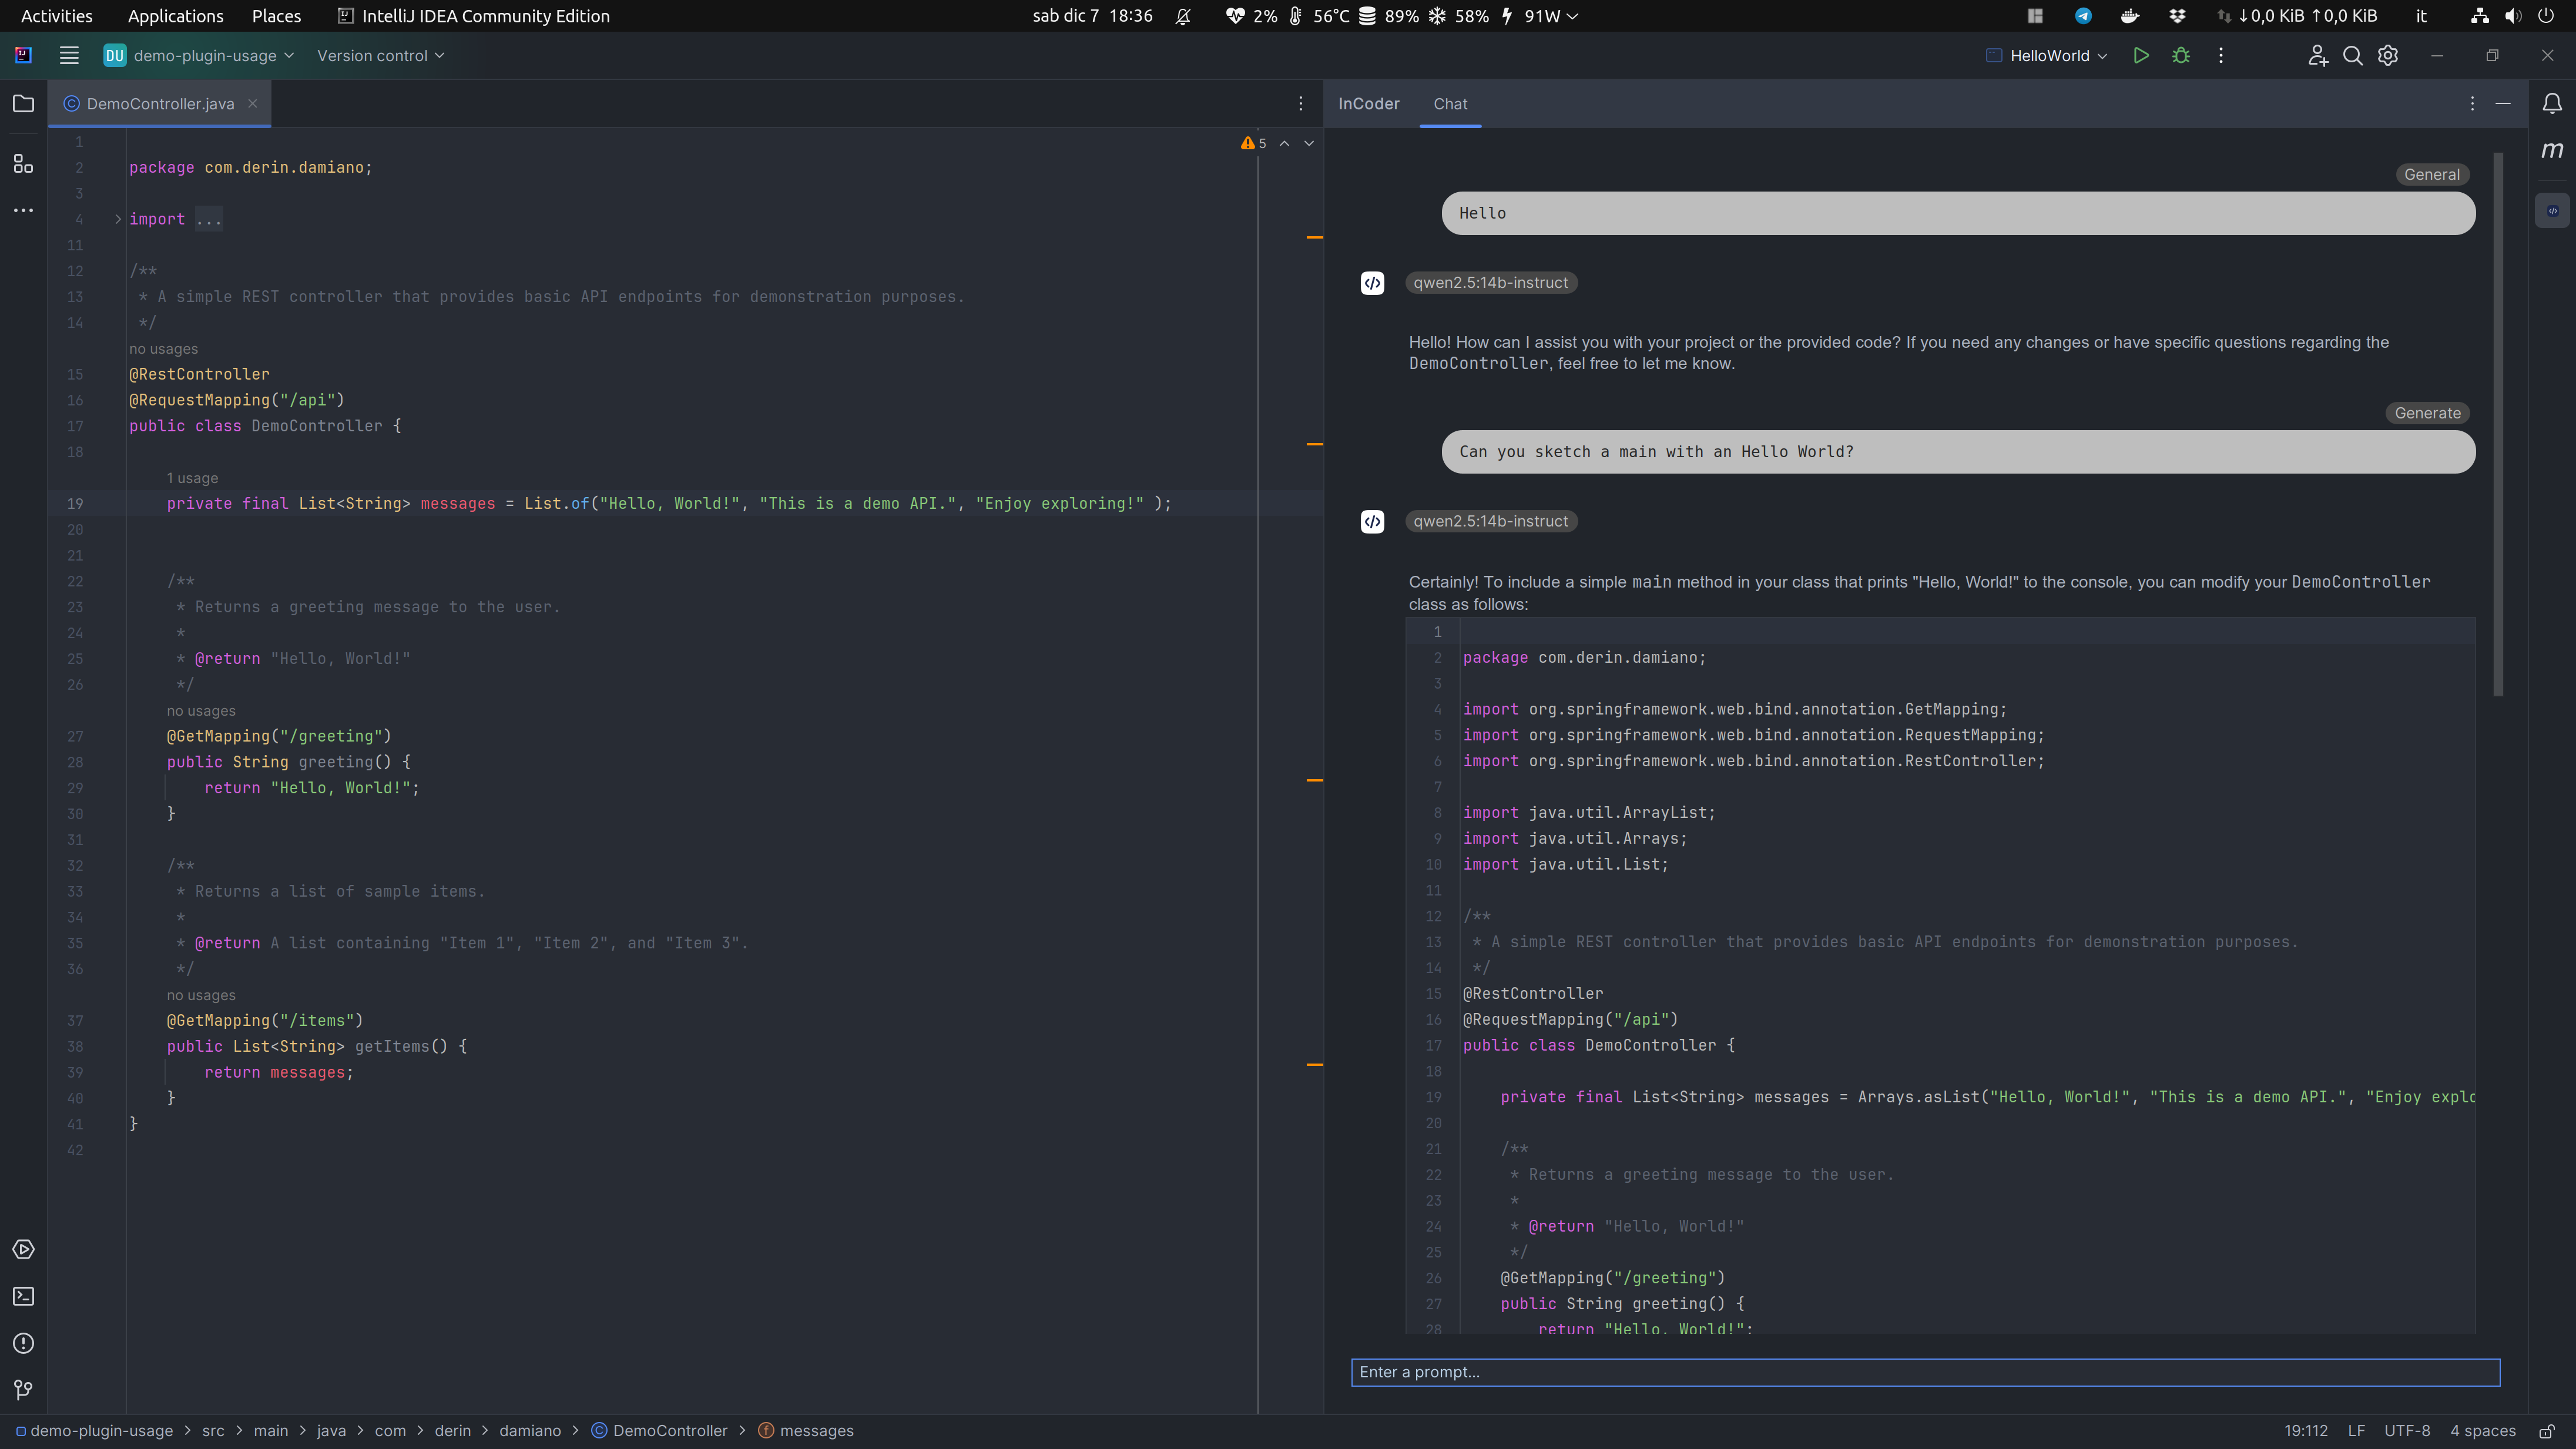 Activities Applications Places IntelliJ IDEA Community Edition sab dic 7 18:36 2% 56°C 89% 58% 91W ↓0,0 KiB ↑0,0 KiB it
DU demo-plugin-usage Version control HelloWorld
DemoController.java
5
1
2 package com.derin.damiano;
3
4 import ...
11
12 /**
13 * A simple REST controller that provides basic API endpoints for demonstration purposes.
14 */
no usages
15 @RestController
16 @RequestMapping("/api")
17 public class DemoController {
18
1 usage
19 private final List<String> messages = List.of("Hello, World!", "This is a demo API.", "Enjoy exploring!" );
20
21
22 /**
23 * Returns a greeting message to the user.
24 *
25 * @return "Hello, World!"
26 */
no usages
27 @GetMapping("/greeting")
28 public String greeting() {
29 return "Hello, World!";
30 }
31
32 /**
33 * Returns a list of sample items.
34 *
35 * @return A list containing "Item 1", "Item 2", and "Item 3".
36 */
no usages
37 @GetMapping("/items")
38 public List<String> getItems() {
39 return messages;
40 }
41 }
42
InCoder Chat
General
Hello
qwen2.5:14b-instruct
Hello! How can I assist you with your project or the provided code? If you need any changes or have specific questions regarding the
DemoController, feel free to let me know.
Generate
Can you sketch a main with an Hello World?
qwen2.5:14b-instruct
Certainly! To include a simple main method in your class that prints "Hello, World!" to the console, you can modify your DemoController
class as follows:
1
2 package com.derin.damiano;
3
4 import org.springframework.web.bind.annotation.GetMapping;
5 import org.springframework.web.bind.annotation.RequestMapping;
6 import org.springframework.web.bind.annotation.RestController;
7
8 import java.util.ArrayList;
9 import java.util.Arrays;
10 import java.util.List;
11
12 /**
13 * A simple REST controller that provides basic API endpoints for demonstration purposes.
14 */
15 @RestController
16 @RequestMapping("/api")
17 public class DemoController {
18
19 private final List<String> messages = Arrays.asList("Hello, World!", "This is a demo API.", "Enjoy explo
20
21 /**
22 * Returns a greeting message to the user.
23 *
24 * @return "Hello, World!"
25 */
26 @GetMapping("/greeting")
27 public String greeting() {
28 return "Hello, World!";
Enter a prompt...
m
demo-plugin-usage > src > main > java > com > derin > damiano > DemoController > messages 19:112 LF UTF-8 4 spaces